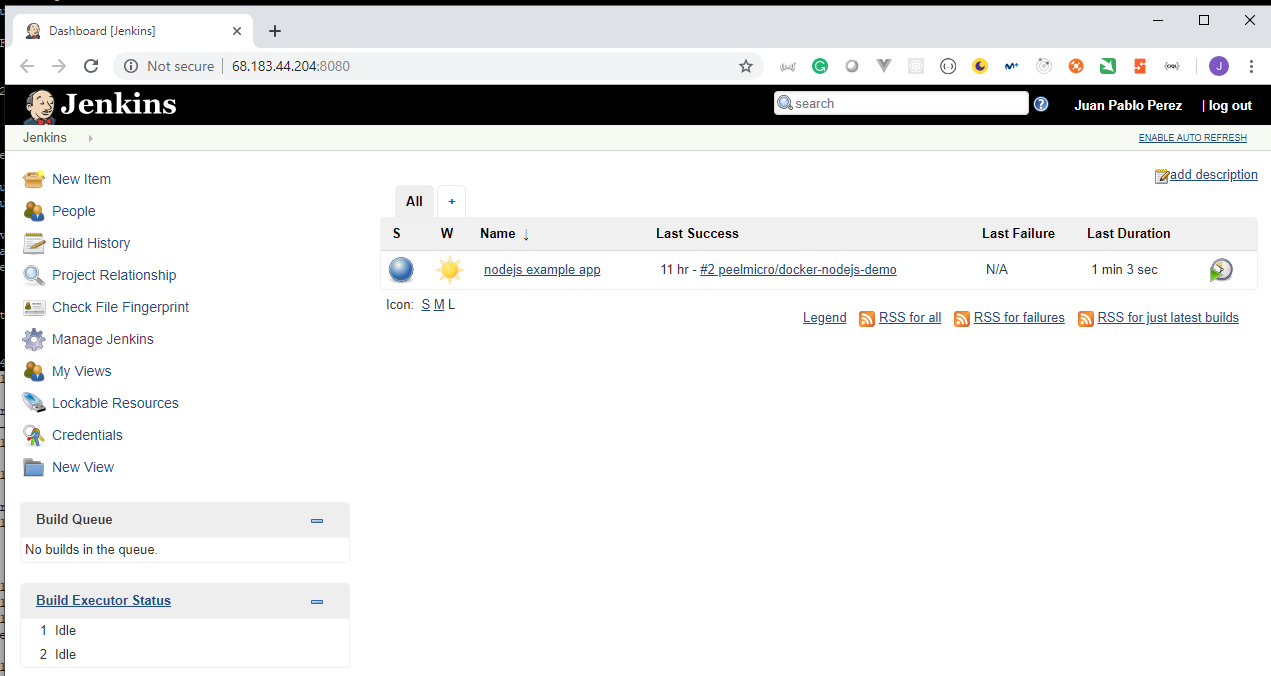 Dashboard [Jenkins]
Not secure | 68.183.44.204:8080
Jenkins
search
Juan Pablo Perez | log out
Jenkins
ENABLE AUTO REFRESH
New Item
People
Build History
Project Relationship
Check File Fingerprint
Manage Jenkins
My Views
Lockable Resources
Credentials
New View
Build Queue
No builds in the queue.
Build Executor Status
1 Idle
2 Idle
add description
All +
S W Name ↓ Last Success Last Failure Last Duration
nodejs example app 11 hr - #2 peelmicro/docker-nodejs-demo N/A 1 min 3 sec
Icon: S M L
Legend RSS for all RSS for failures RSS for just latest builds